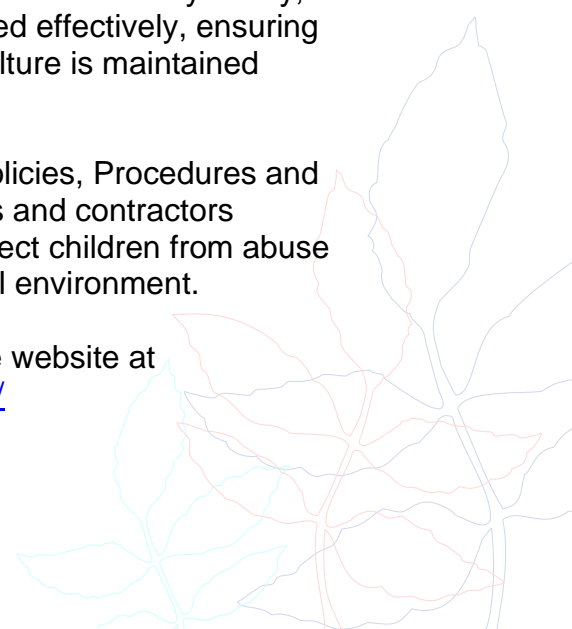 ed effectively, ensuring
lture is maintained
olicies, Procedures and
s and contractors
ect children from abuse
l environment.
e website at
/